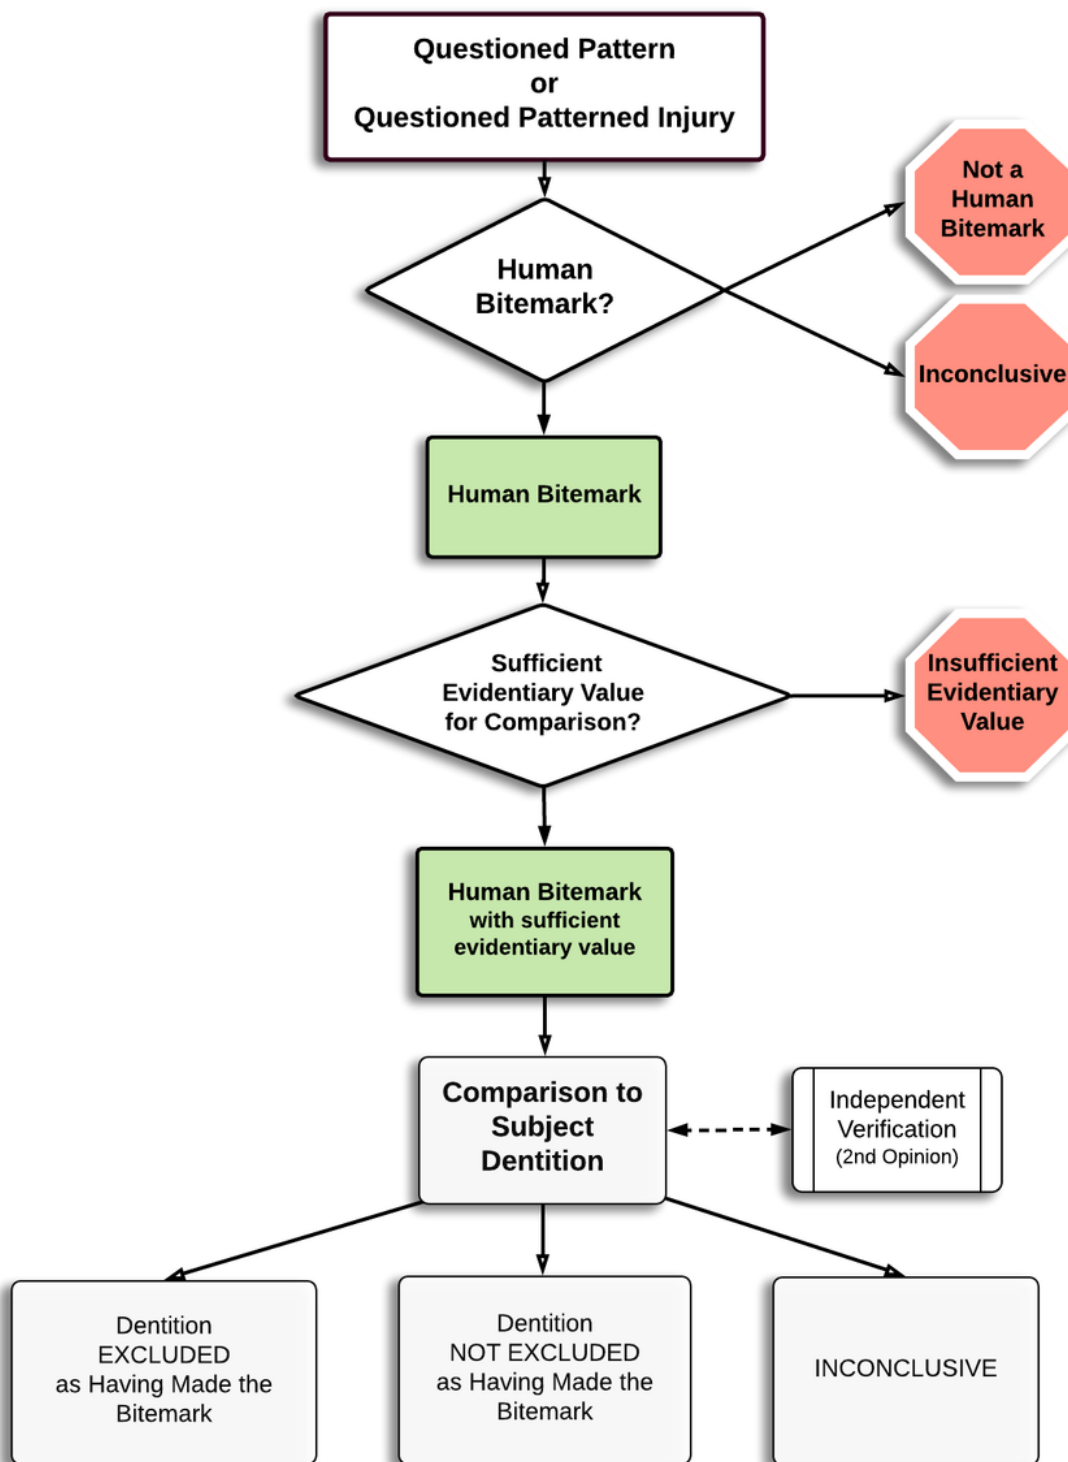 Questioned Pattern
or
Questioned Patterned Injury
Not a
Human
Bitemark
Human
Bitemark?
Inconclusive
Human Bitemark
Sufficient
Evidentiary Value
for Comparison?
Insufficient
Evidentiary
Value
Human Bitemark
with sufficient
evidentiary value
Comparison to
Subject
Dentition
Independent
Verification
(2nd Opinion)
Dentition
EXCLUDED
as Having Made the
Bitemark
Dentition
NOT EXCLUDED
as Having Made the
Bitemark
INCONCLUSIVE